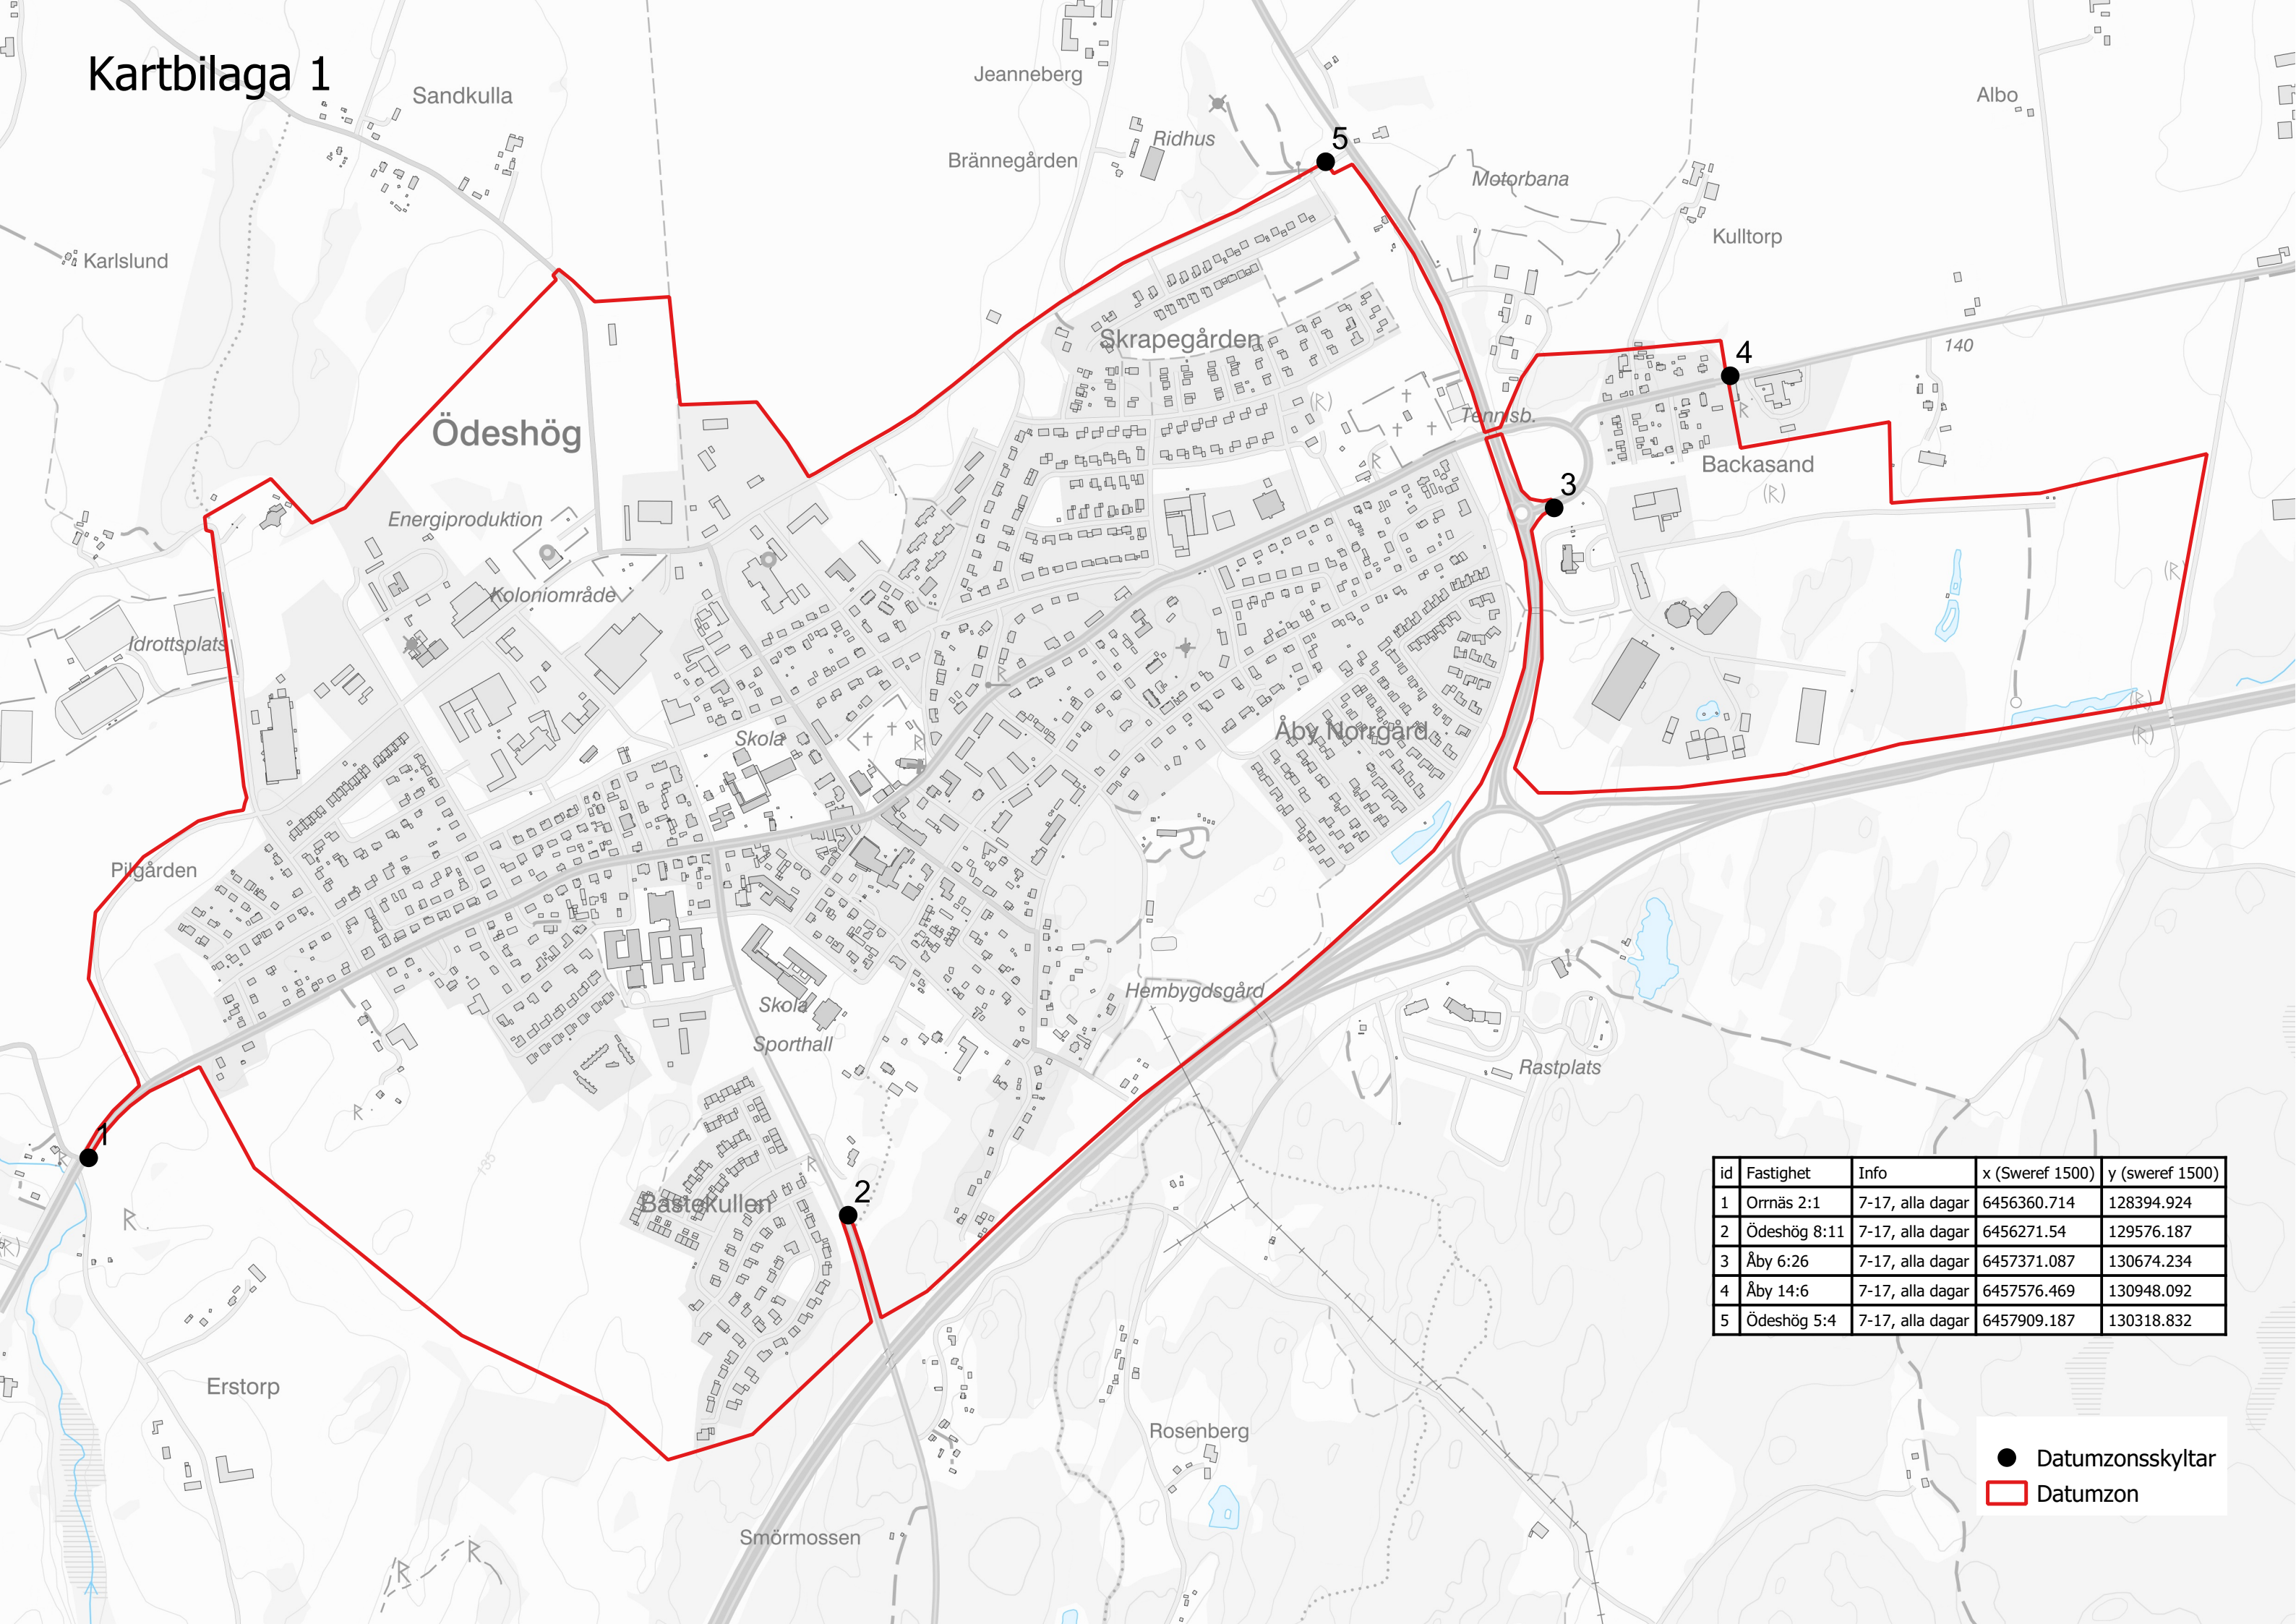 Kartbilaga 1
Sandkulla
Jeanneberg
Albo
Ridhus
5
Brännegården
Motorbana
Karlslund
Kulltorp
Skrapegården
4
140
(R)
Tennisb.
Ödeshög
R
R
Backasand
(R)
3
Energiproduktion
Koloniområde
(R)
Idrottsplats
R
(R)
Åby Norrgård
Skola
R
(R)
Pilgården
Hembygdsgård
Skola
Sporthall
Rastplats
R
1
R
135
R
Bästekullen
2
R
(R)
id Fastighet Info x (Sweref 1500) y (sweref 1500)
1 Orrnäs 2:1 7-17, alla dagar 6456360.714 128394.924
2 Ödeshög 8:11 7-17, alla dagar 6456271.54 129576.187
3 Åby 6:26 7-17, alla dagar 6457371.087 130674.234
4 Åby 14:6 7-17, alla dagar 6457576.469 130948.092
5 Ödeshög 5:4 7-17, alla dagar 6457909.187 130318.832
Erstorp
Rosenberg
Datumzonsskyltar
Datumzon
Smörmossen
R
R